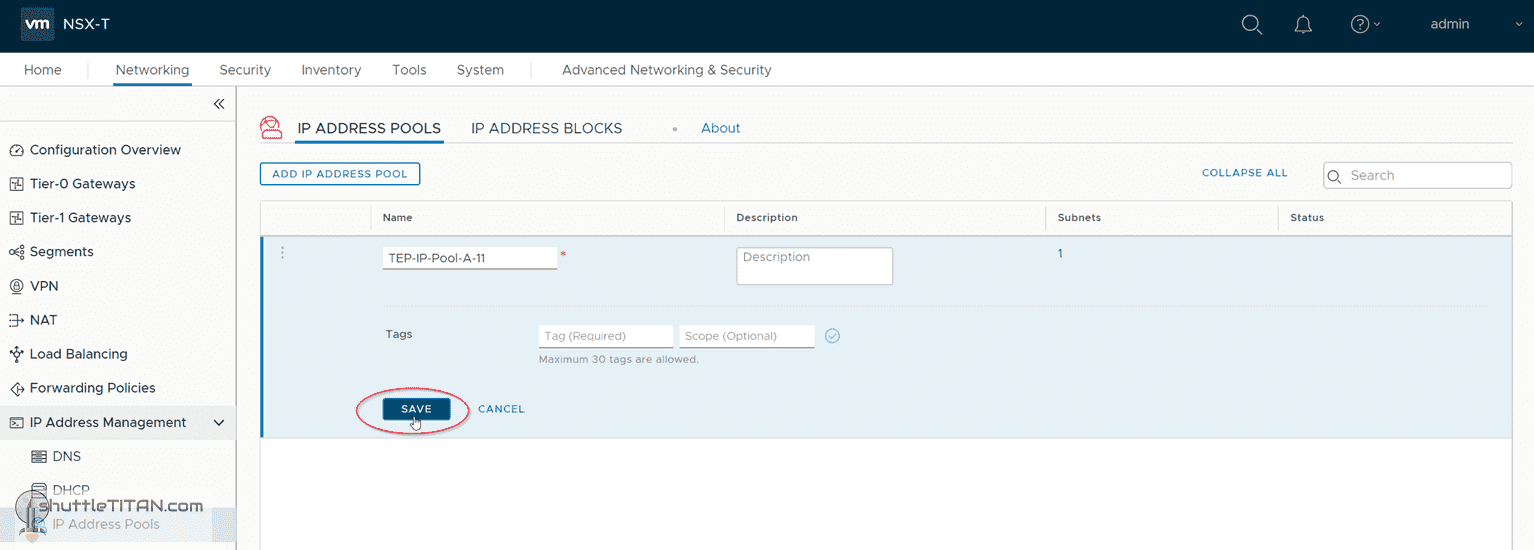 vm NSX-T admin
Home Networking Security Inventory Tools System Advanced Networking & Security
Configuration Overview
Tier-0 Gateways
Tier-1 Gateways
Segments
VPN
NAT
Load Balancing
Forwarding Policies
IP Address Management
DNS
DHCP
shuttleTITAN.com
IP Address Pools
IP ADDRESS POOLS IP ADDRESS BLOCKS About
ADD IP ADDRESS POOL COLLAPSE ALL Search
Name Description Subnets Status
TEP-IP-Pool-A-11 * Description 1
Tags Tag (Required) Scope (Optional)
Maximum 30 tags are allowed.
SAVE CANCEL